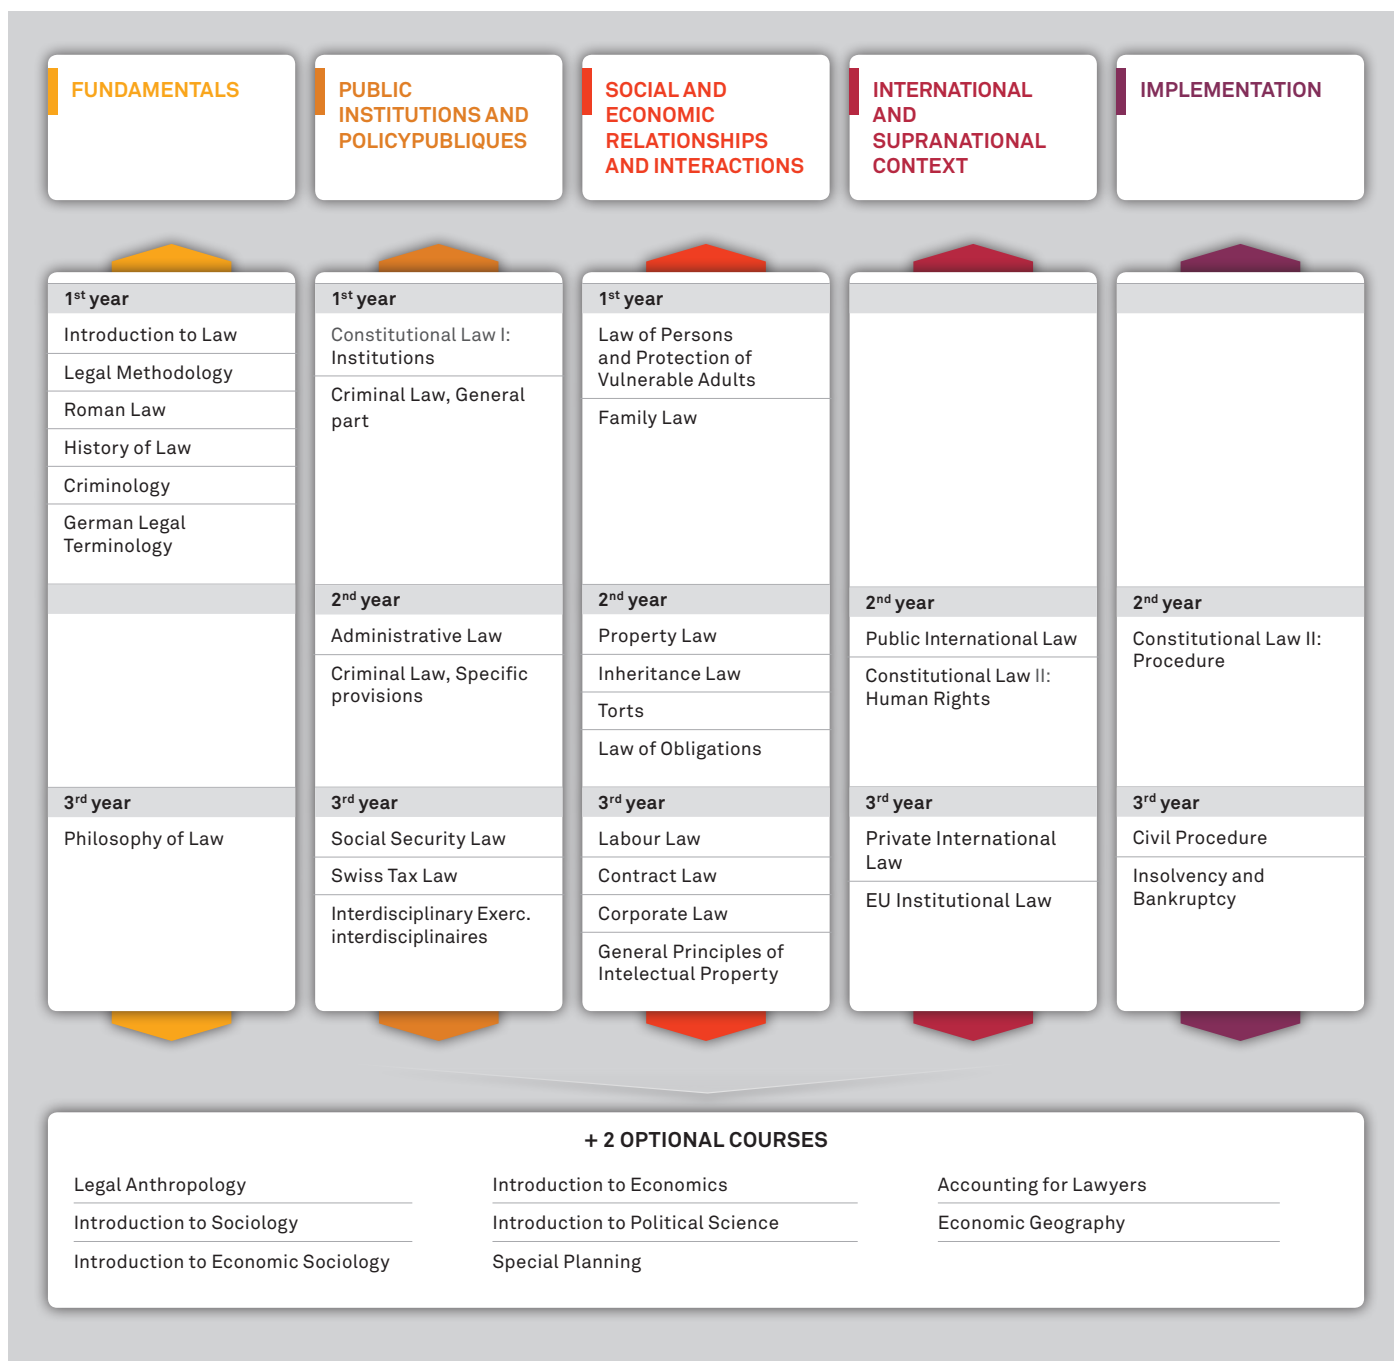 FUNDAMENTALS
PUBLIC
INSTITUTIONS AND
POLICYPUBLIQUES
SOCIAL AND
ECONOMIC
RELATIONSHIPS
AND INTERACTIONS
INTERNATIONAL
AND
SUPRANATIONAL
CONTEXT
IMPLEMENTATION
1st year
Introduction to Law
Legal Methodology
Roman Law
History of Law
Criminology
German Legal
Terminology
3rd year
Philosophy of Law
1st year
Constitutional Law I:
Institutions
Criminal Law, General
part
2nd year
Administrative Law
Criminal Law, Specific
provisions
3rd year
Social Security Law
Swiss Tax Law
Interdisciplinary Exerc.
interdisciplinaires
1st year
Law of Persons
and Protection of
Vulnerable Adults
Family Law
2nd year
Property Law
Inheritance Law
Torts
Law of Obligations
3rd year
Labour Law
Contract Law
Corporate Law
General Principles of
Intelectual Property
2nd year
Public International Law
Constitutional Law II:
Human Rights
3rd year
Private International
Law
EU Institutional Law
2nd year
Constitutional Law II:
Procedure
3rd year
Civil Procedure
Insolvency and
Bankruptcy
+ 2 OPTIONAL COURSES
Legal Anthropology
Introduction to Sociology
Introduction to Economic Sociology
Introduction to Economics
Introduction to Political Science
Special Planning
Accounting for Lawyers
Economic Geography